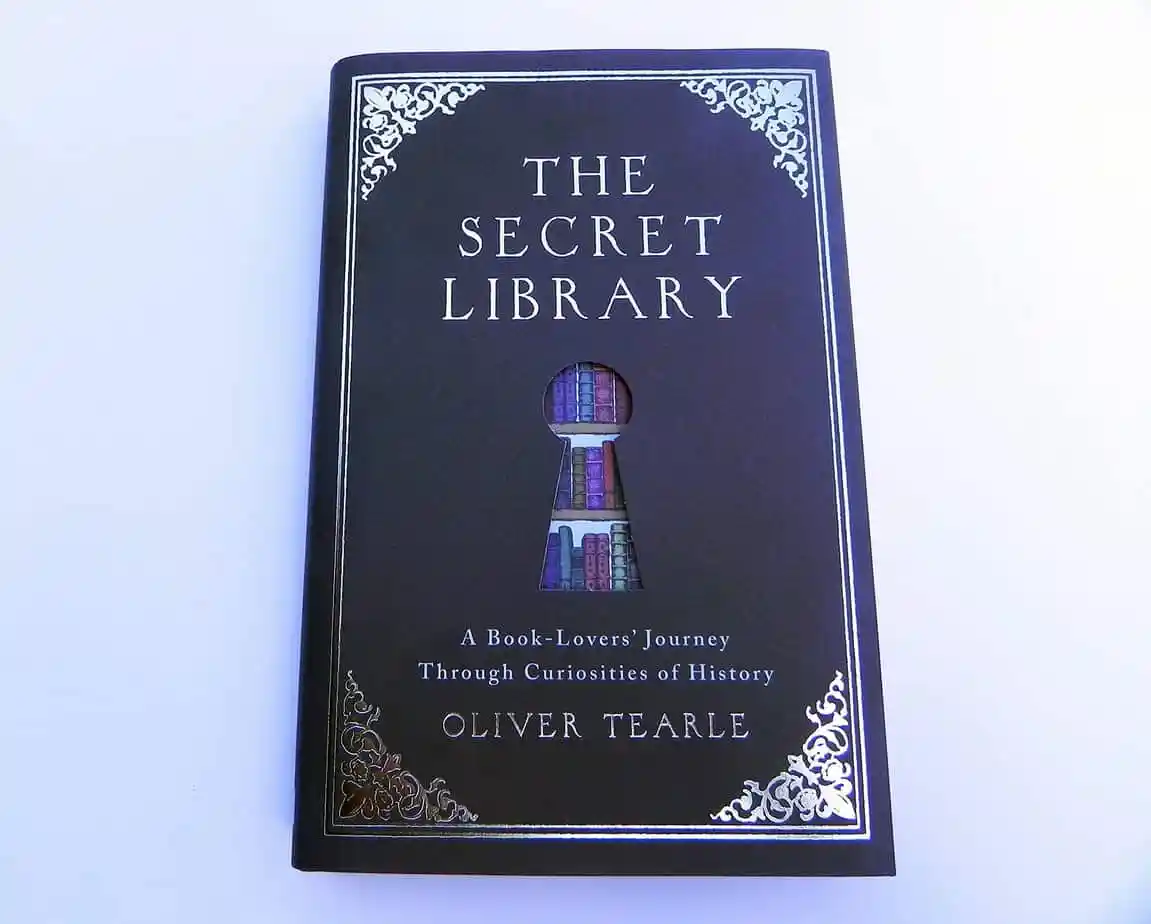 THE
SECRET
LIBRARY
A Book-Lovers' Journey
Through Curiosities of History
OLIVER TEARLE